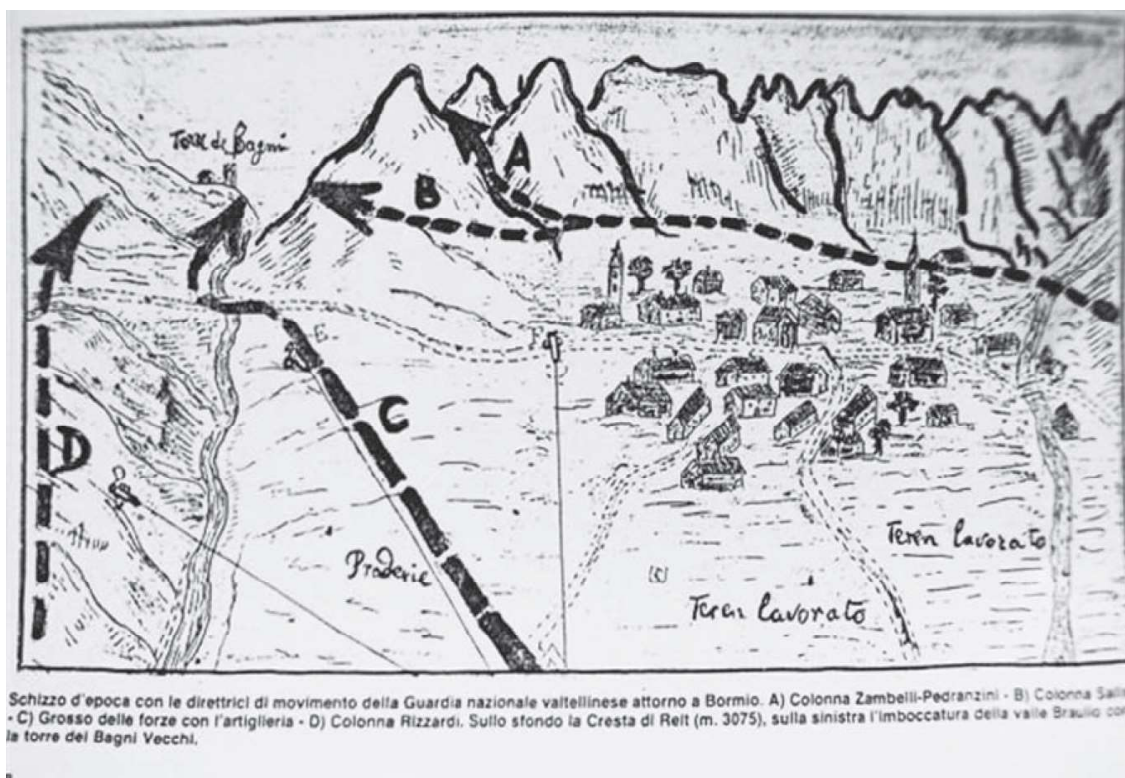 Torre de Bagni
A
B
E
F
C
D
Praderie
Teren lavorato
Teren lavorato
Schizzo d'epoca con le direttrici di movimento della Guardia nazionale valtellinese attorno a Bormio. A) Colonna Zambelli-Pedranzini - B) Colonna
- C) Grosso delle forze con l'artiglieria - D) Colonna Rizzardi. Sullo sfondo la Cresta di Reit (m. 3075), sulla sinistra l'imboccatura della valle Braulio con
la torre dei Bagni Vecchi.